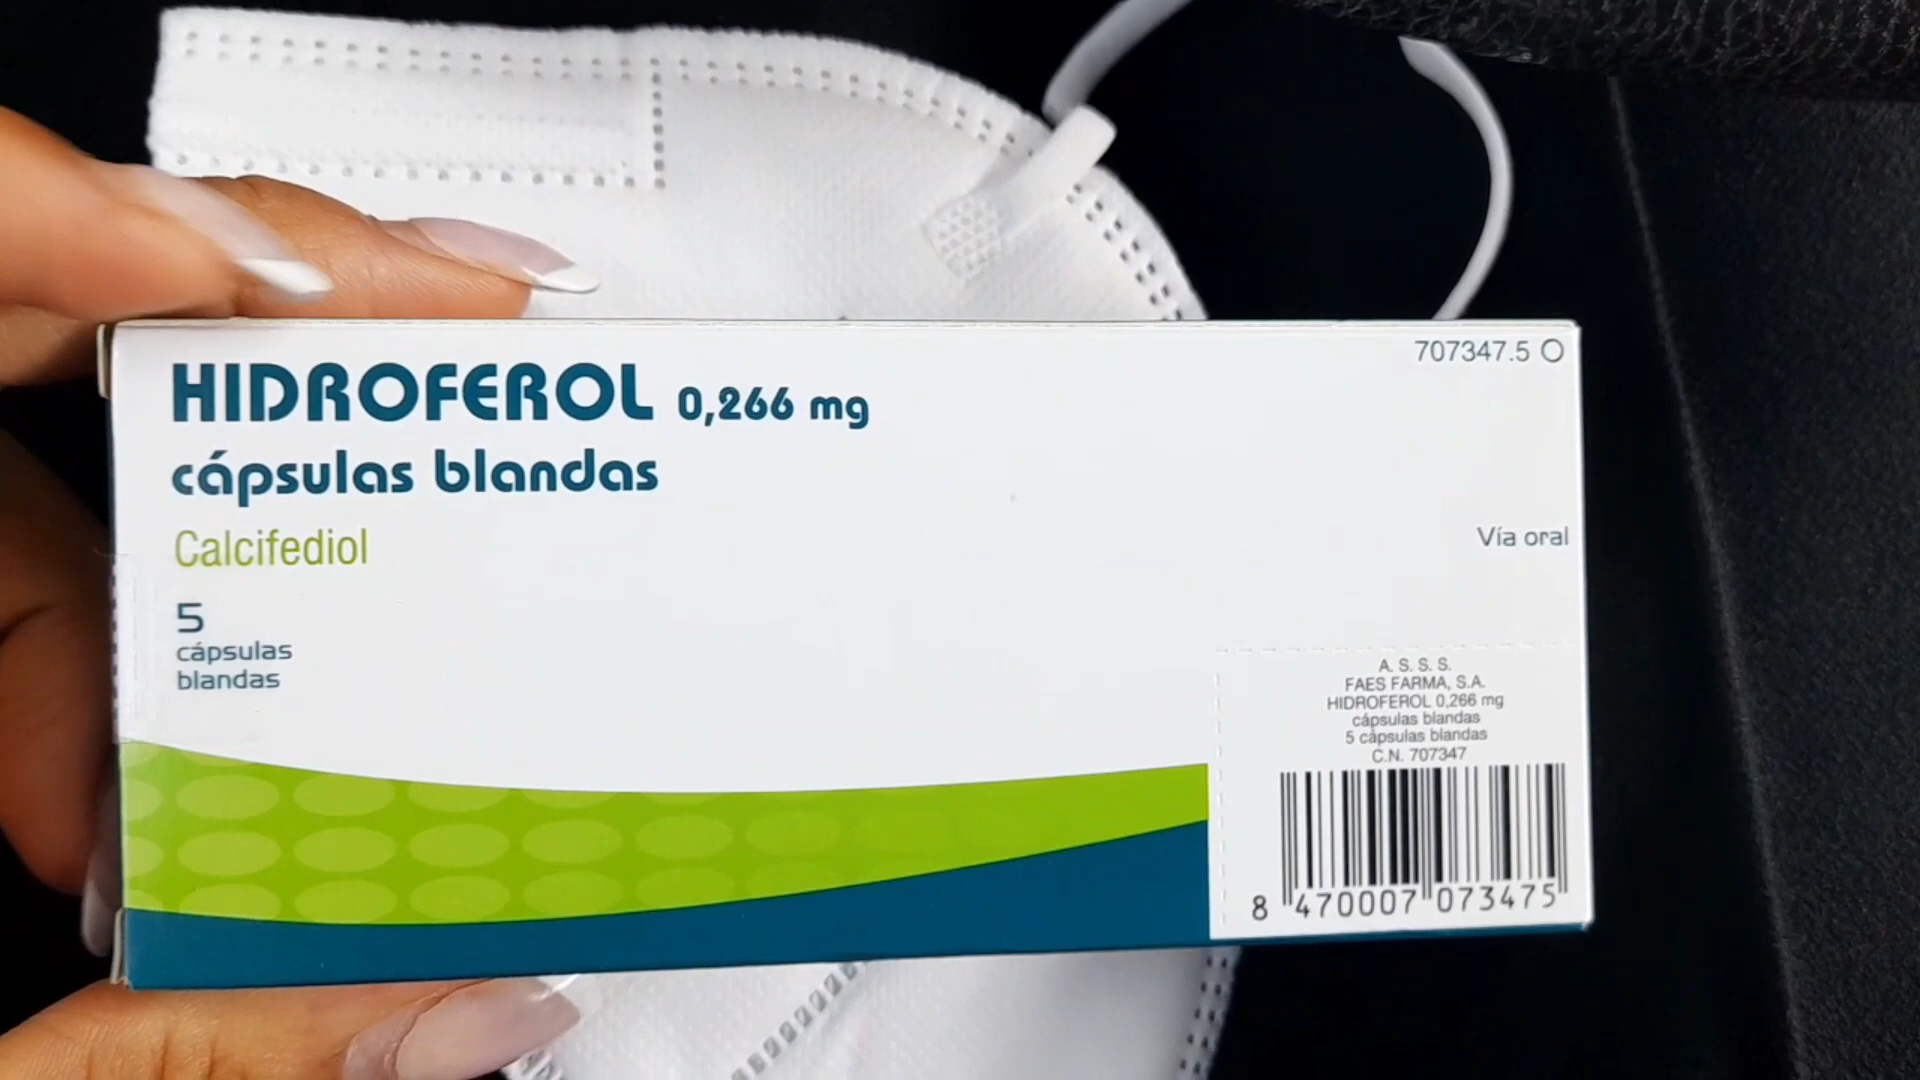 HIDROFEROL 0,266 mg
cápsulas blandas
Calcifediol
5
cápsulas
blandas
707347.5 O
Vía oral
A. S. S. S.
FAES FARMA, S.A.
HIDROFEROL 0,266 mg
cápsulas blandas
5 cápsulas blandas
C.N. 707347
8 470007 073475